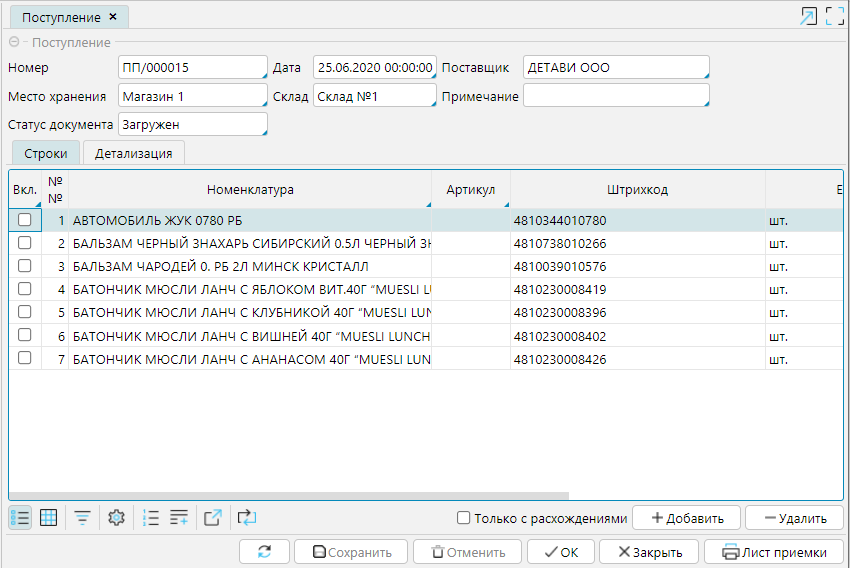 Поступление ×
Поступление
Номер ПП/000015 Дата 25.06.2020 00:00:00 Поставщик ДЕТАВИ ООО
Место хранения Магазин 1 Склад Склад №1 Примечание
Статус документа Загружен
Строки Детализация
Вкл. №№ Номенклатура Артикул Штрихкод Е
1 АВТОМОБИЛЬ ЖУК 0780 РБ 4810344010780 шт.
2 БАЛЬЗАМ ЧЕРНЫЙ ЗНАХАРЬ СИБИРСКИЙ 0.5Л ЧЕРНЫЙ ЗН 4810738010266 шт.
3 БАЛЬЗАМ ЧАРОДЕЙ 0. РБ 2Л МИНСК КРИСТАЛЛ 4810039010576 шт.
4 БАТОНЧИК МЮСЛИ ЛАНЧ С ЯБЛОКОМ ВИТ.40Г “MUESLI LU 4810230008419 шт.
5 БАТОНЧИК МЮСЛИ ЛАНЧ С КЛУБНИКОЙ 40Г “MUESLI LUN 4810230008396 шт.
6 БАТОНЧИК МЮСЛИ ЛАНЧ С ВИШНЕЙ 40Г “MUESLI LUNCH 4810230008402 шт.
7 БАТОНЧИК МЮСЛИ ЛАНЧ С АНАНАСОМ 40Г “MUESLI LUN 4810230008426 шт.
Только с расхождениями Добавить Удалить
Сохранить Отменить ОК Закрыть Лист приемки